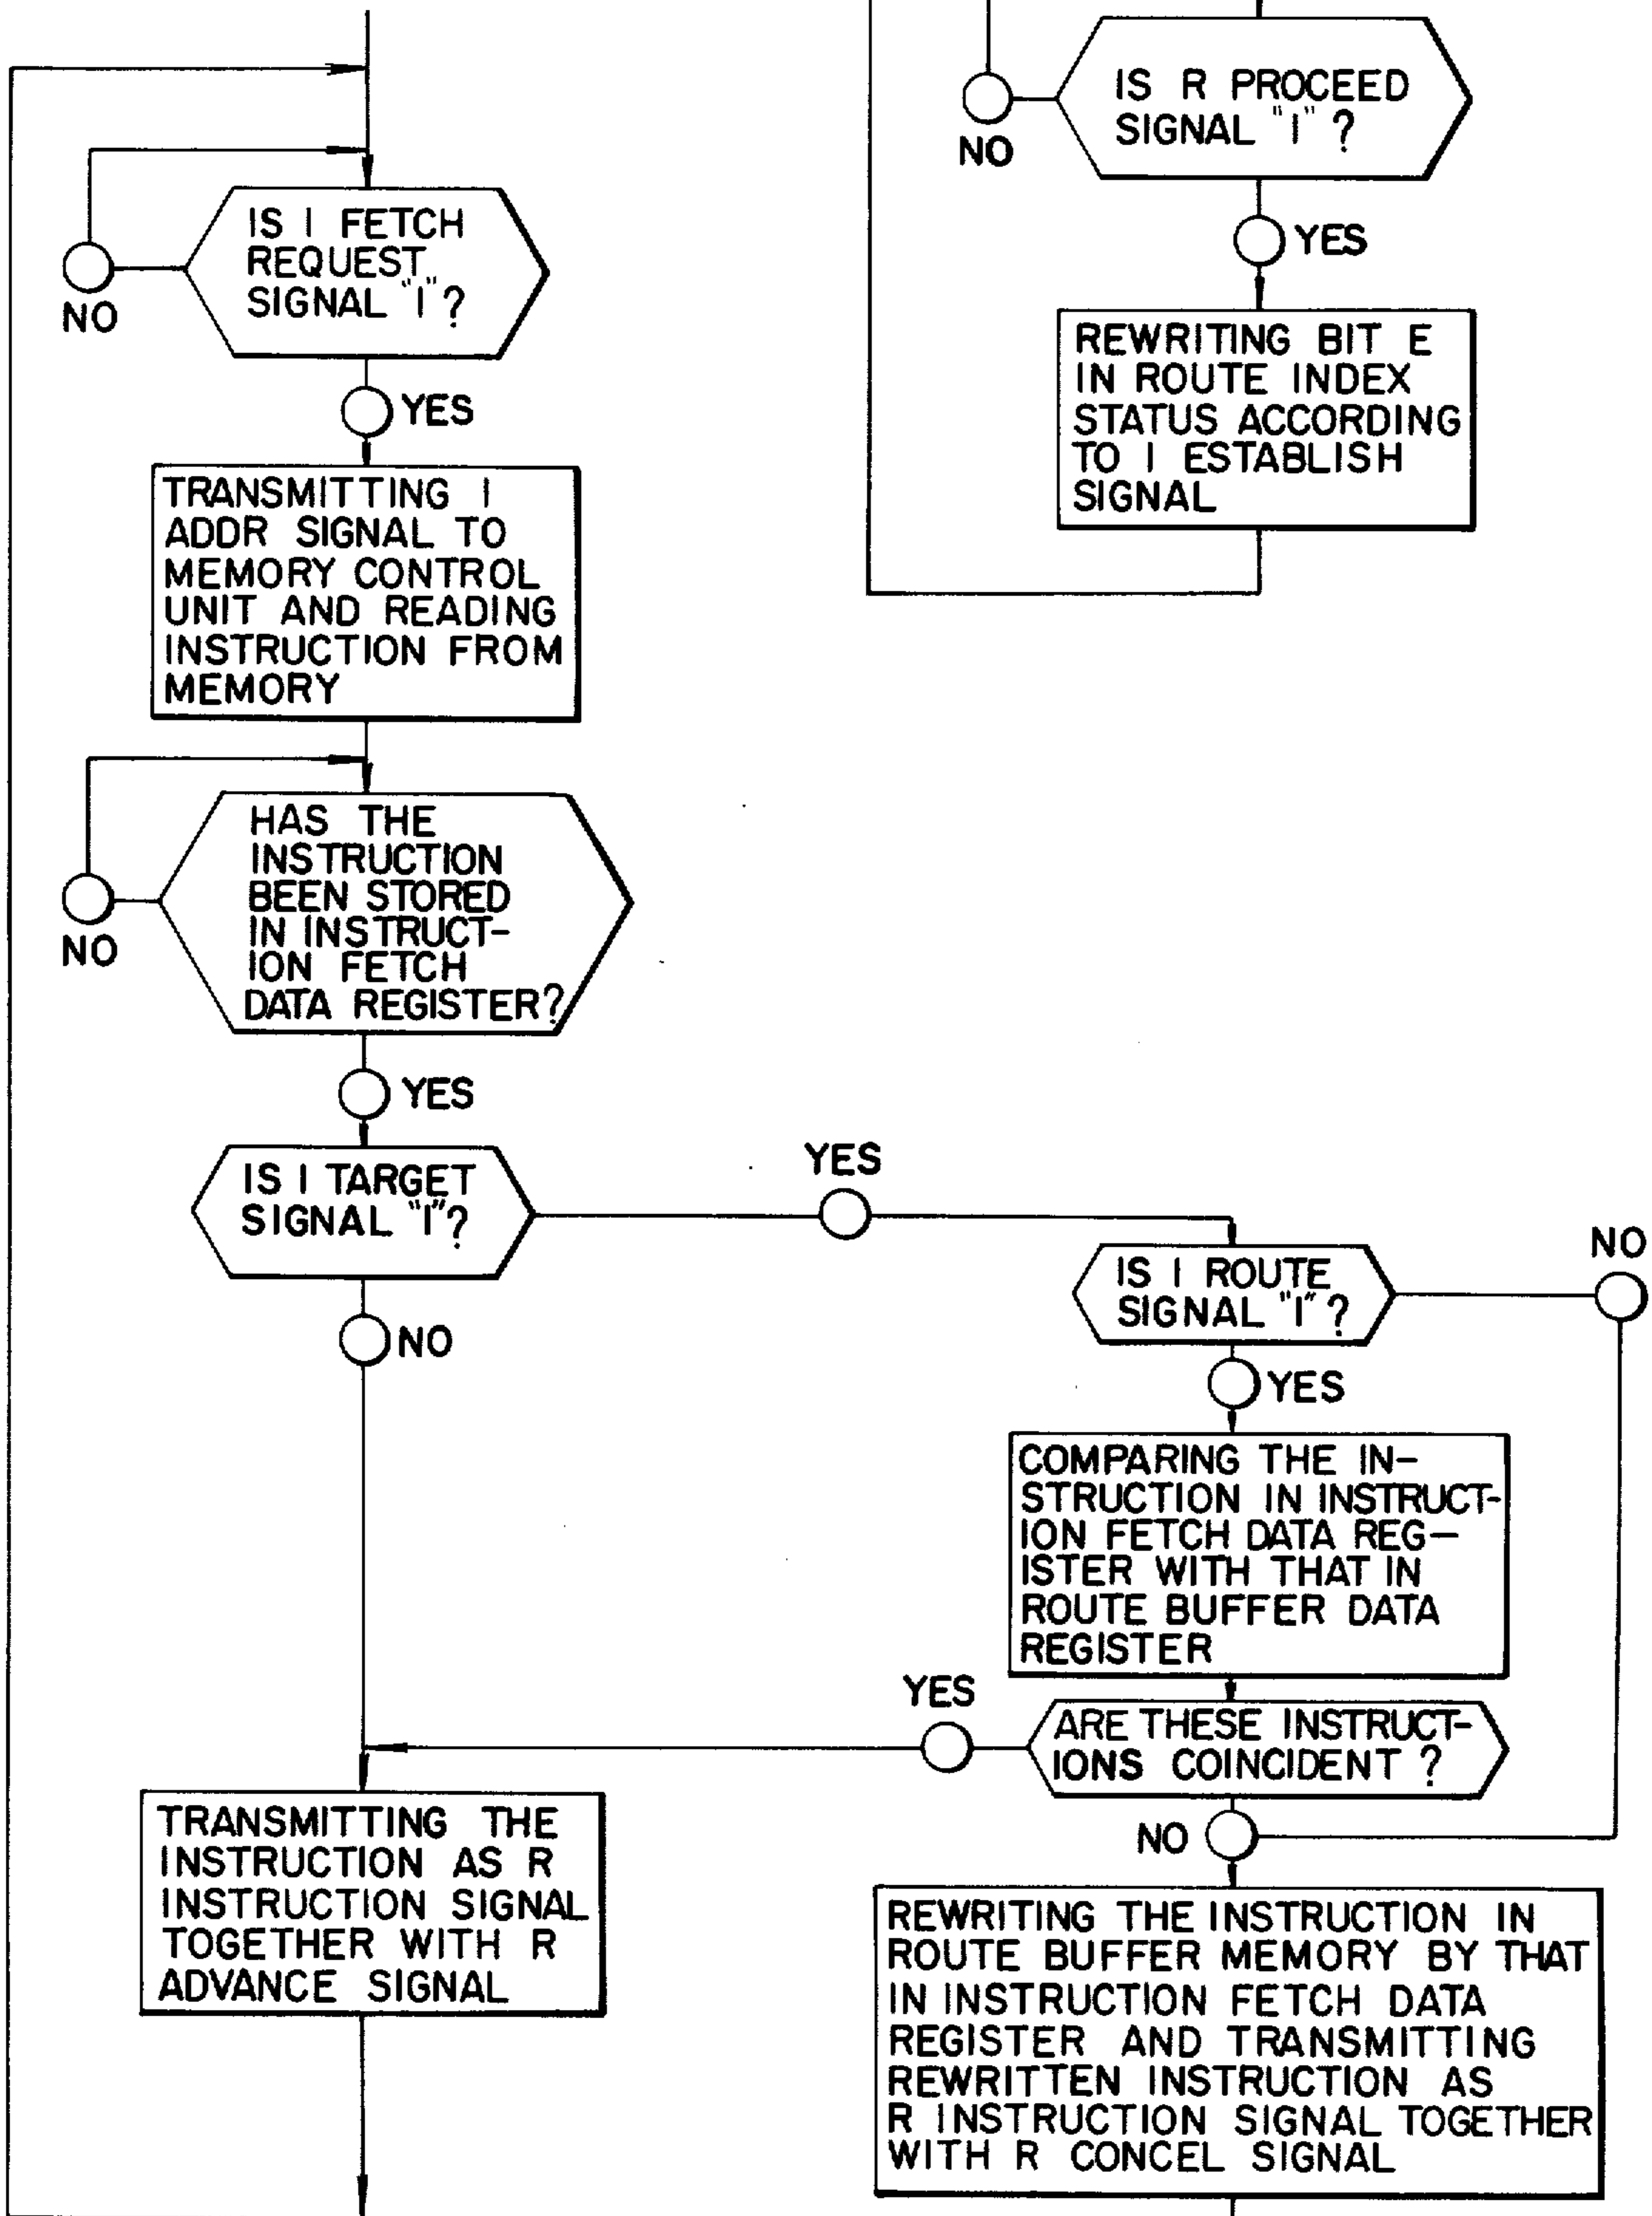 IS I FETCH
REQUEST
SIGNAL "I"?
NO
YES
TRANSMITTING I
ADDR SIGNAL TO
MEMORY CONTROL
UNIT AND READING
INSTRUCTION FROM
MEMORY
HAS THE
INSTRUCTION
BEEN STORED
IN INSTRUCT-
ION FETCH
DATA REGISTER?
NO
YES
IS I TARGET
SIGNAL "I"?
NO
YES
TRANSMITTING THE
INSTRUCTION AS R
INSTRUCTION SIGNAL
TOGETHER WITH R
ADVANCE SIGNAL
IS R PROCEED
SIGNAL "I" ?
NO
YES
REWRITING BIT E
IN ROUTE INDEX
STATUS ACCORDING
TO I ESTABLISH
SIGNAL
IS I ROUTE
SIGNAL "I" ?
NO
YES
COMPARING THE IN-
STRUCTION IN INSTRUCT-
ION FETCH DATA REG-
ISTER WITH THAT IN
ROUTE BUFFER DATA
REGISTER
ARE THESE INSTRUCT-
IONS COINCIDENT ?
YES
NO
REWRITING THE INSTRUCTION IN
ROUTE BUFFER MEMORY BY THAT
IN INSTRUCTION FETCH DATA
REGISTER AND TRANSMITTING
REWRITTEN INSTRUCTION AS
R INSTRUCTION SIGNAL TOGETHER
WITH R CONCEL SIGNAL